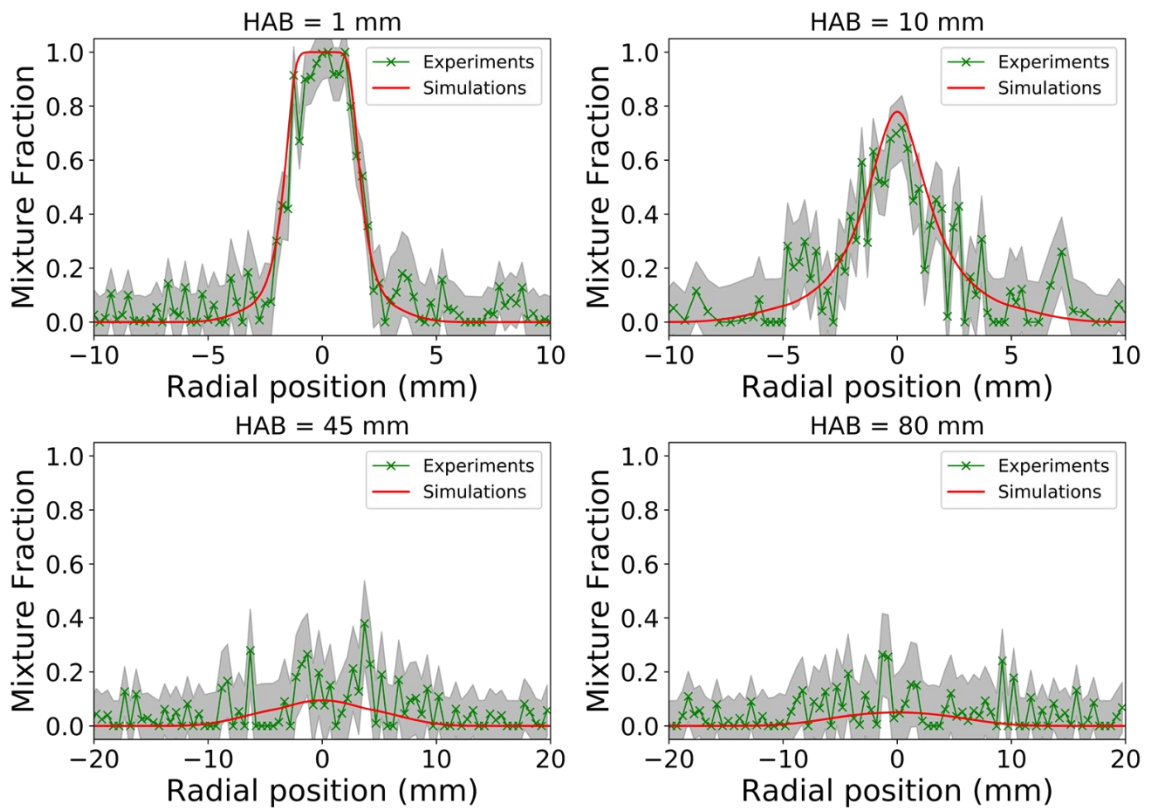 HAB = 1 mm
1.0
0.8
0.6
0.4
0.2
0.0
Mixture Fraction
Experiments
Simulations
−10 −5 0 5 10
Radial position (mm)
HAB = 10 mm
1.0
0.8
0.6
0.4
0.2
0.0
Mixture Fraction
Experiments
Simulations
−10 −5 0 5 10
Radial position (mm)
HAB = 45 mm
1.0
0.8
0.6
0.4
0.2
0.0
Mixture Fraction
Experiments
Simulations
−20 −10 0 10 20
Radial position (mm)
HAB = 80 mm
1.0
0.8
0.6
0.4
0.2
0.0
Mixture Fraction
Experiments
Simulations
−20 −10 0 10 20
Radial position (mm)